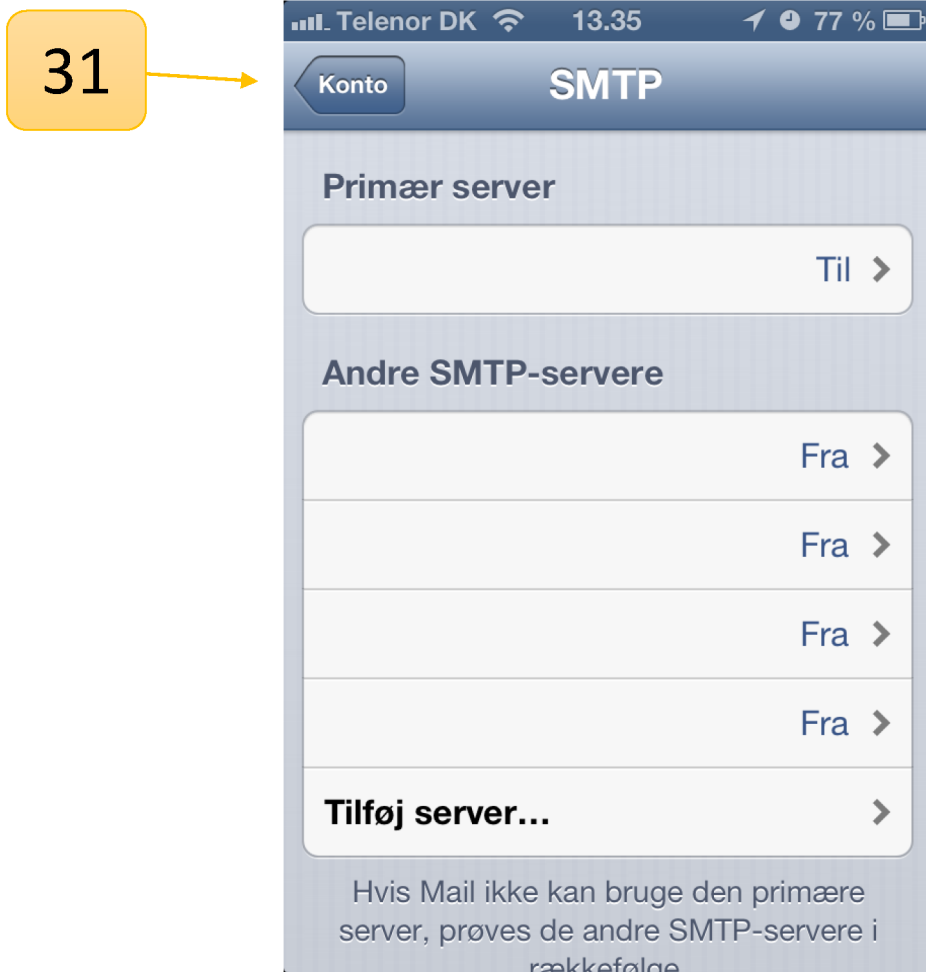 31
Telenor DK 13.35 77 %
Konto SMTP
Primær server
Til
Andre SMTP-servere
Fra
Fra
Fra
Fra
Tilføj server...
Hvis Mail ikke kan bruge den primære
server, prøves de andre SMTP-servere i
rækkefølge